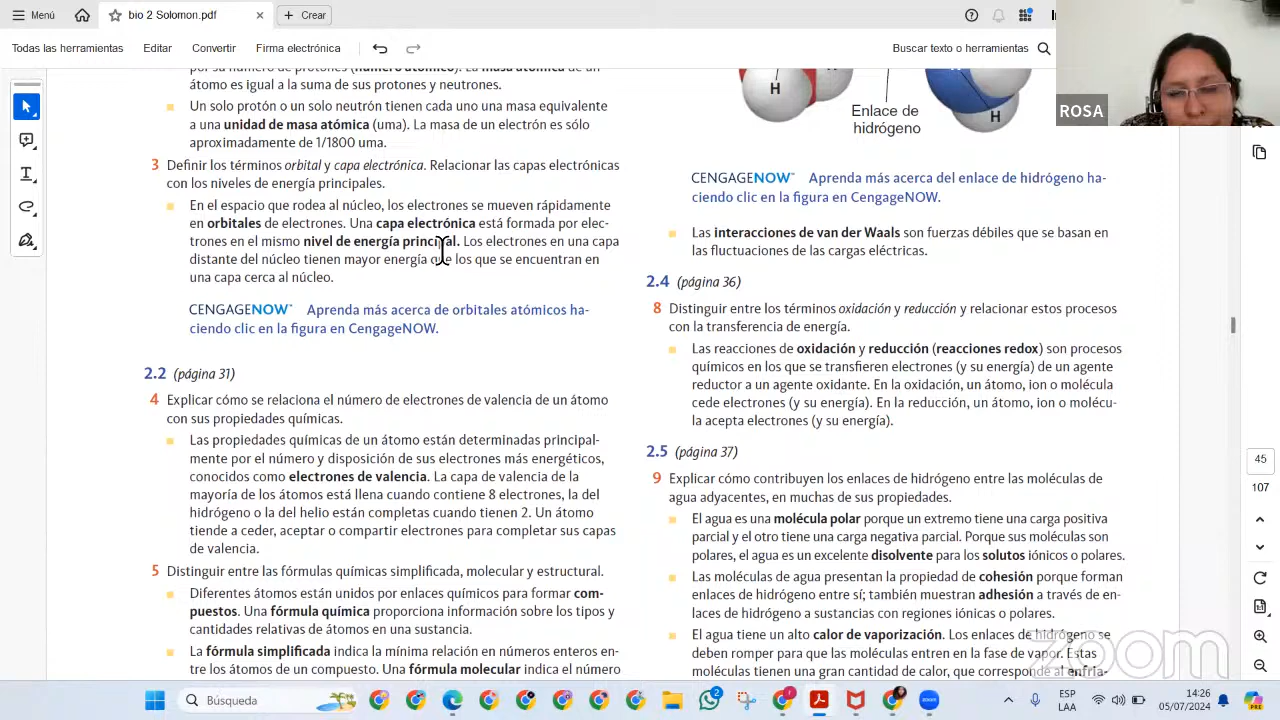 Menú
bio 2 Solomon.pdf
Crear
Todas las herramientas
Editar
Convertir
Firma electrónica
Buscar texto o herramientas
ROSA
por su número de protones (número atómico). La masa atómica de un
átomo es igual a la suma de sus protones y neutrones.
Un solo protón o un solo neutrón tienen cada uno una masa equivalente
a una unidad de masa atómica (uma). La masa de un electrón es sólo
aproximadamente de 1/1800 uma.
3 Definir los términos orbital y capa electrónica. Relacionar las capas electrónicas
con los niveles de energía principales.
En el espacio que rodea al núcleo, los electrones se mueven rápidamente
en orbitales de electrones. Una capa electrónica está formada por elec-
trones en el mismo nivel de energía principal. Los electrones en una capa
distante del núcleo tienen mayor energía que los que se encuentran en
una capa cerca al núcleo.
CENGAGENOW™ Aprenda más acerca de orbitales atómicos ha-
ciendo clic en la figura en CengageNOW.
2.2 (página 31)
4 Explicar cómo se relaciona el número de electrones de valencia de un átomo
con sus propiedades químicas.
Las propiedades químicas de un átomo están determinadas principal-
mente por el número y disposición de sus electrones más energéticos,
conocidos como electrones de valencia. La capa de valencia de la
mayoría de los átomos está llena cuando contiene 8 electrones, la del
hidrógeno o la del helio están completas cuando tienen 2. Un átomo
tiende a ceder, aceptar o compartir electrones para completar sus capas
de valencia.
5 Distinguir entre las fórmulas químicas simplificada, molecular y estructural.
Diferentes átomos están unidos por enlaces químicos para formar com-
puestos. Una fórmula química proporciona información sobre los tipos y
cantidades relativas de átomos en una sustancia.
La fórmula simplificada indica la mínima relación en números enteros en-
tre los átomos de un compuesto. Una fórmula molecular indica el número
H
H
Enlace de
hidrógeno
CENGAGENOW™ Aprenda más acerca del enlace de hidrógeno ha-
ciendo clic en la figura en CengageNOW.
Las interacciones de van der Waals son fuerzas débiles que se basan en
las fluctuaciones de las cargas eléctricas.
2.4 (página 36)
8 Distinguir entre los términos oxidación y reducción y relacionar estos procesos
con la transferencia de energía.
Las reacciones de oxidación y reducción (reacciones redox) son procesos
químicos en los que se transfieren electrones (y su energía) de un agente
reductor a un agente oxidante. En la oxidación, un átomo, ion o molécula
cede electrones (y su energía). En la reducción, un átomo, ion o molécu-
la acepta electrones (y su energía).
2.5 (página 37)
9 Explicar cómo contribuyen los enlaces de hidrógeno entre las moléculas de
agua adyacentes, en muchas de sus propiedades.
El agua es una molécula polar porque un extremo tiene una carga positiva
parcial y el otro tiene una carga negativa parcial. Porque sus moléculas son
polares, el agua es un excelente disolvente para los solutos iónicos o polares.
Las moléculas de agua presentan la propiedad de cohesión porque forman
enlaces de hidrógeno entre sí; también muestran adhesión a través de en-
laces de hidrógeno a sustancias con regiones iónicas o polares.
El agua tiene un alto calor de vaporización. Los enlaces de hidrógeno se
deben romper para que las moléculas entren en la fase de vapor. Estas
moléculas tienen una gran cantidad de calor, que corresponde al enfria-
45
107
zoom
Búsqueda
2
ESP
LAA
14:26
05/07/2024